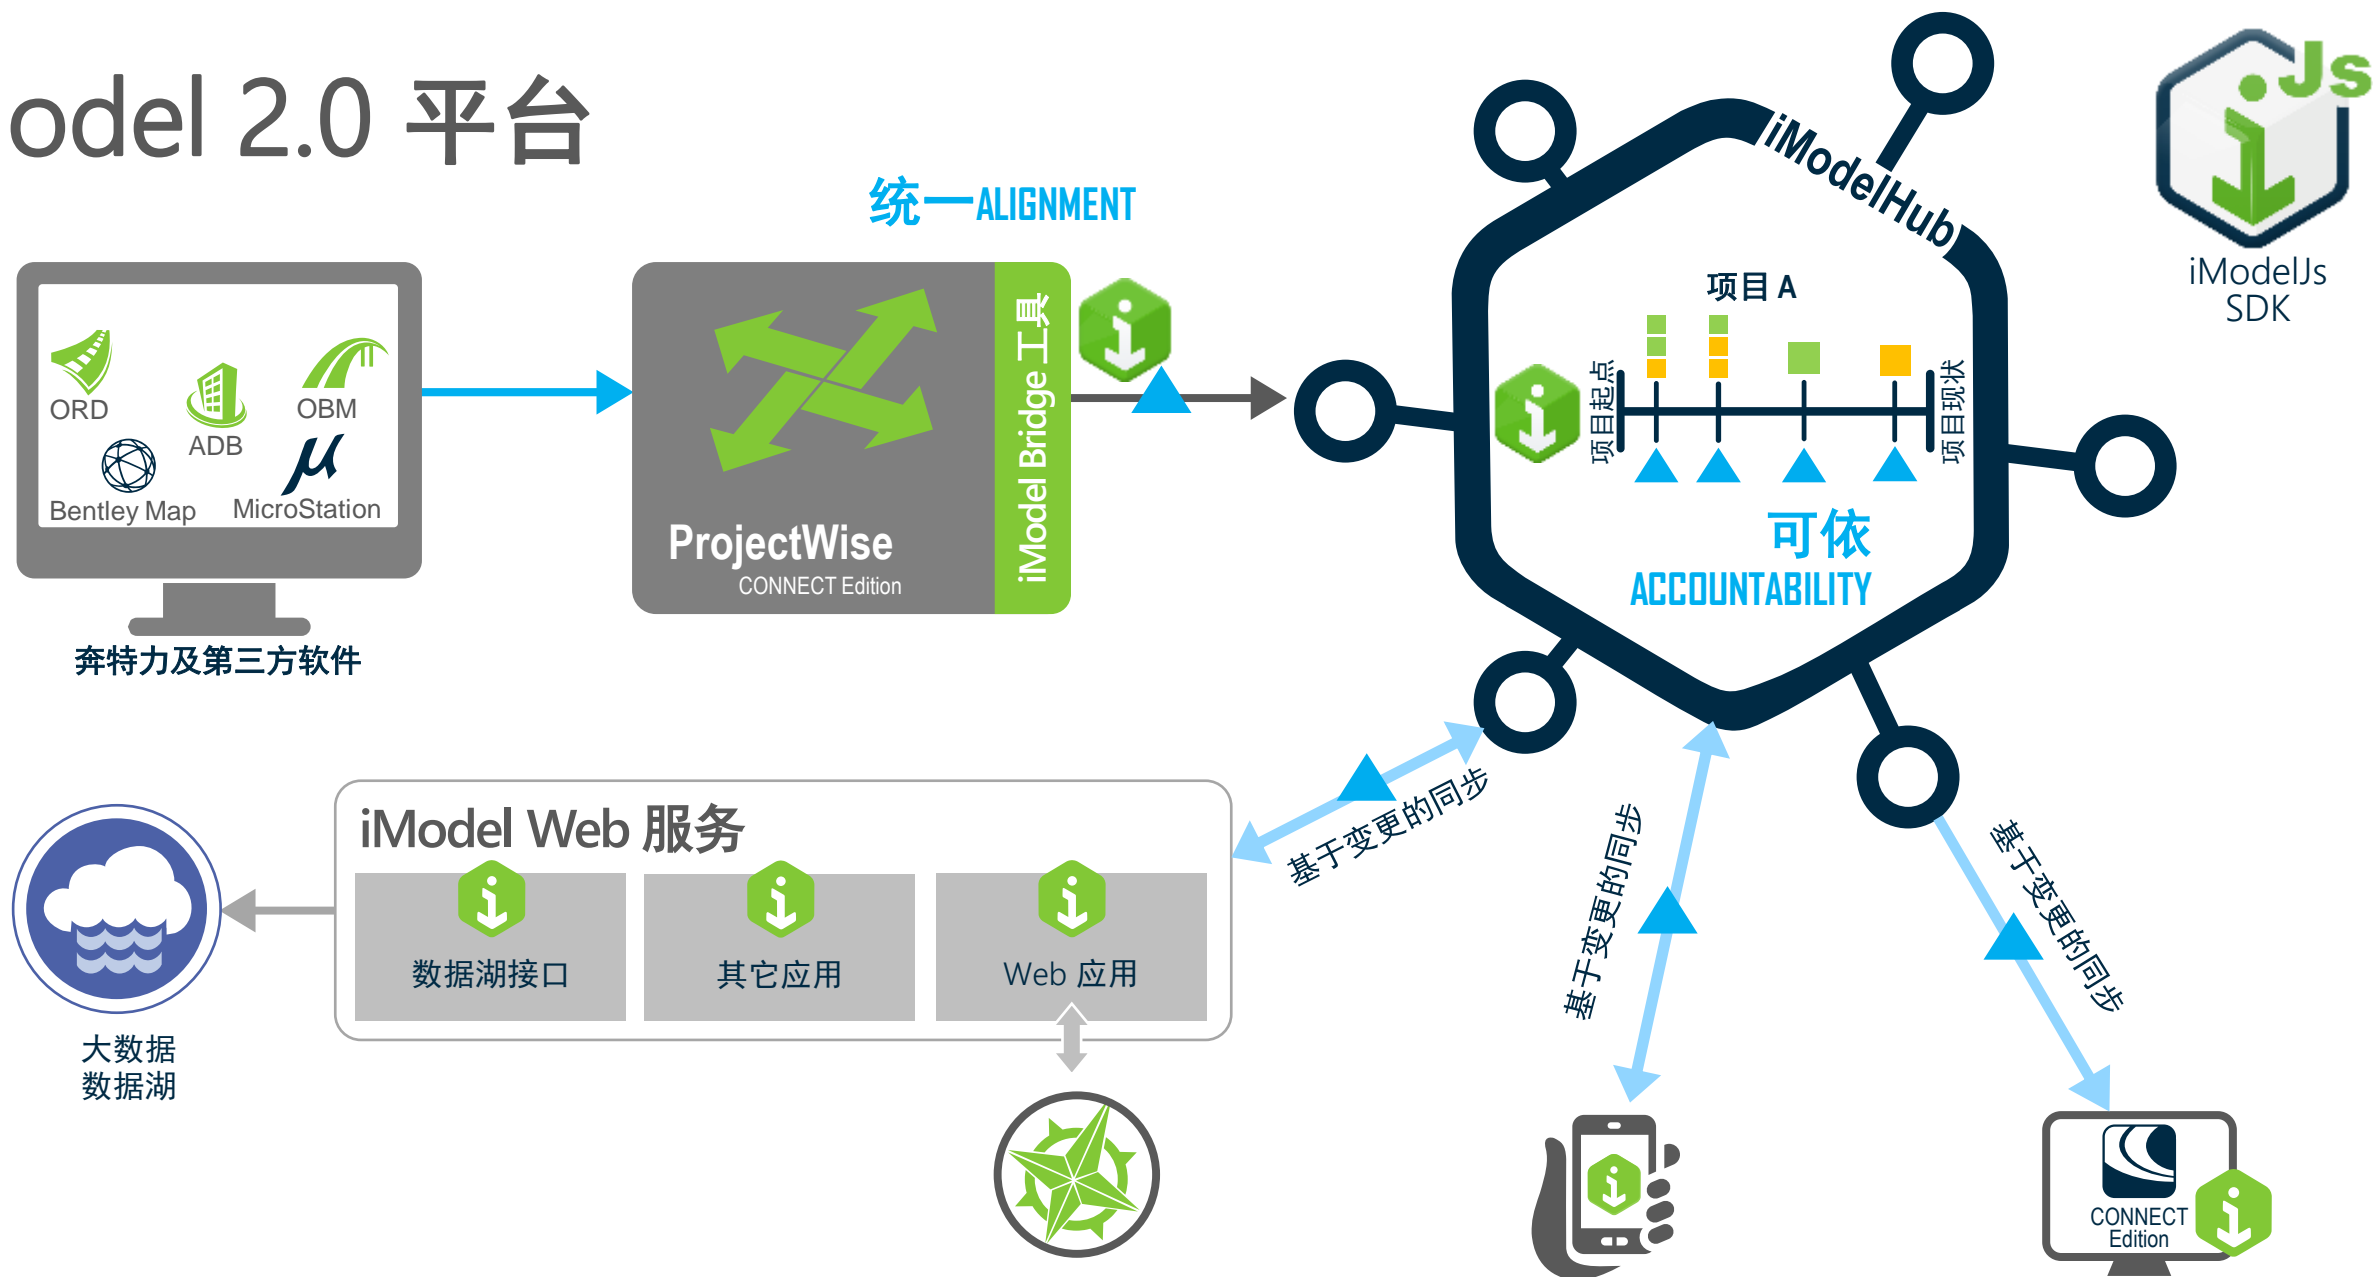 odel 2.0 平台
统一ALIGNMENT
iModelHub
Js
iModelJs
SDK
项目 A
项目起点
项目现状
可依
ACCOUNTABILITY
ORD
ADB
OBM
Bentley Map
MicroStation
奔特力及第三方软件
ProjectWise
CONNECT Edition
iModel Bridge 工具
iModel Web 服务
数据湖接口
其它应用
Web 应用
大数据
数据湖
基于变更的同步
基于变更的同步
基于变更的同步
CONNECT
Edition